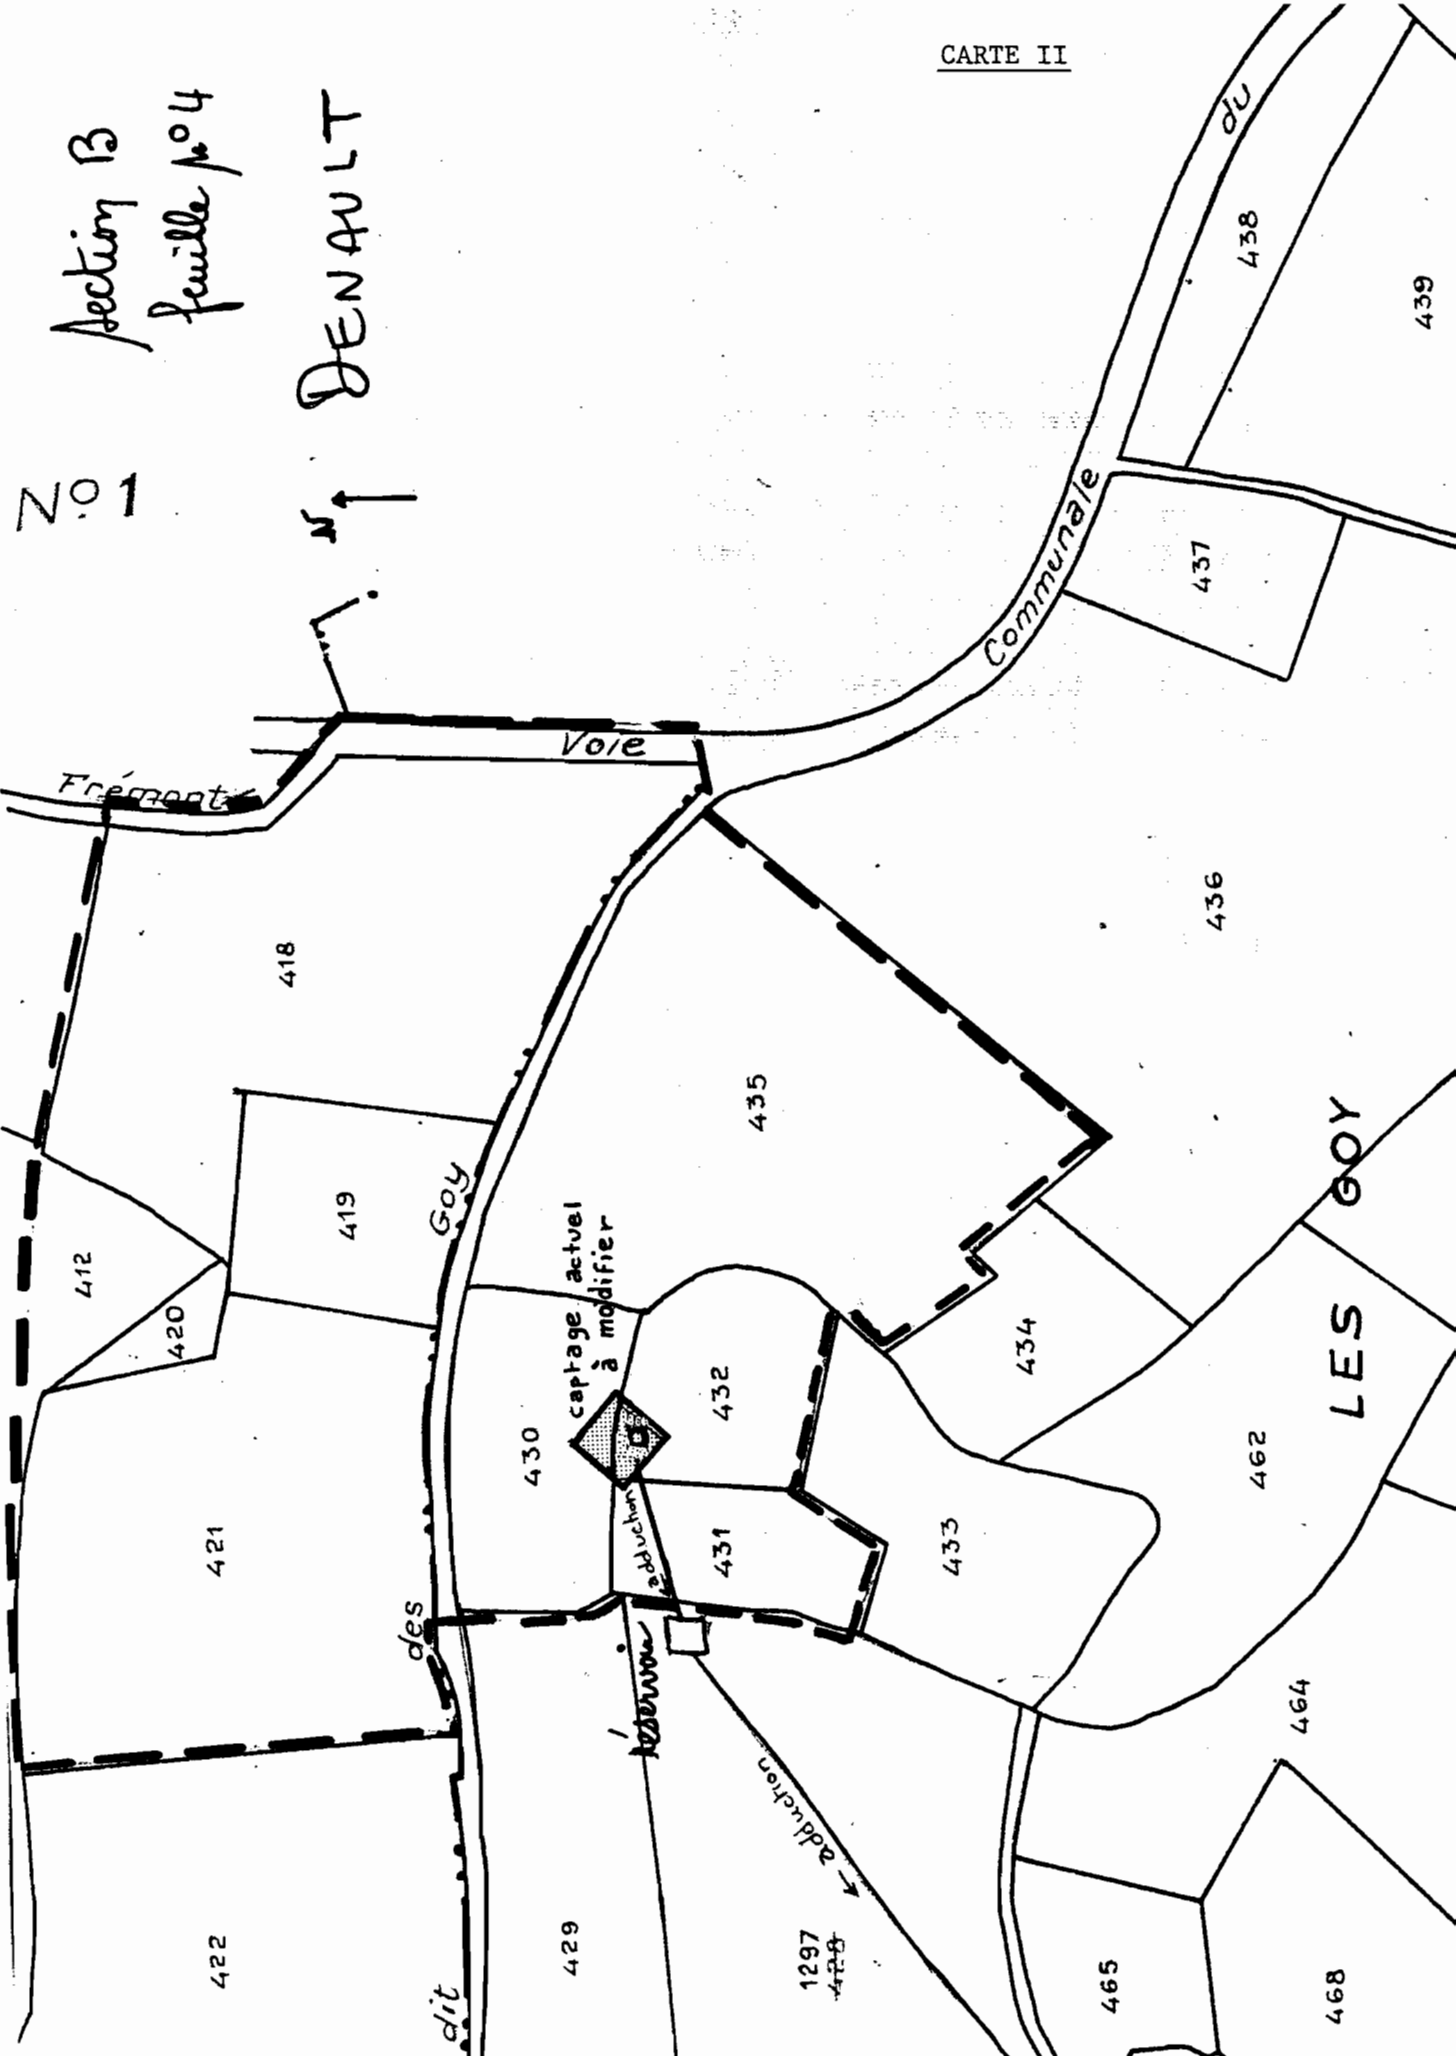 CARTE II
Section B
feuille N° 4
DENAULT
N° 1
N
du
438
439
Communale
437
Voie
Frémont
418
436
435
419
Goy
412
420
captage actuel
à modifier
432
430
434
LES GOY
462
421
adduction
431
433
des
réservoir
464
adduction
422
429
1297
428
465
468
dit